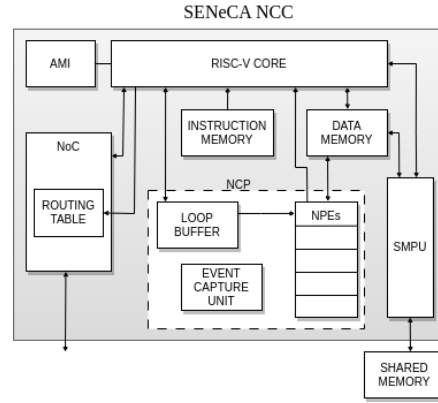 SENeCA NCC
AMI
RISC-V CORE
NoC
INSTRUCTION
MEMORY
DATA
MEMORY
ROUTING
TABLE
NCP
LOOP
BUFFER
NPEs
SMPU
EVENT
CAPTURE
UNIT
SHARED
MEMORY